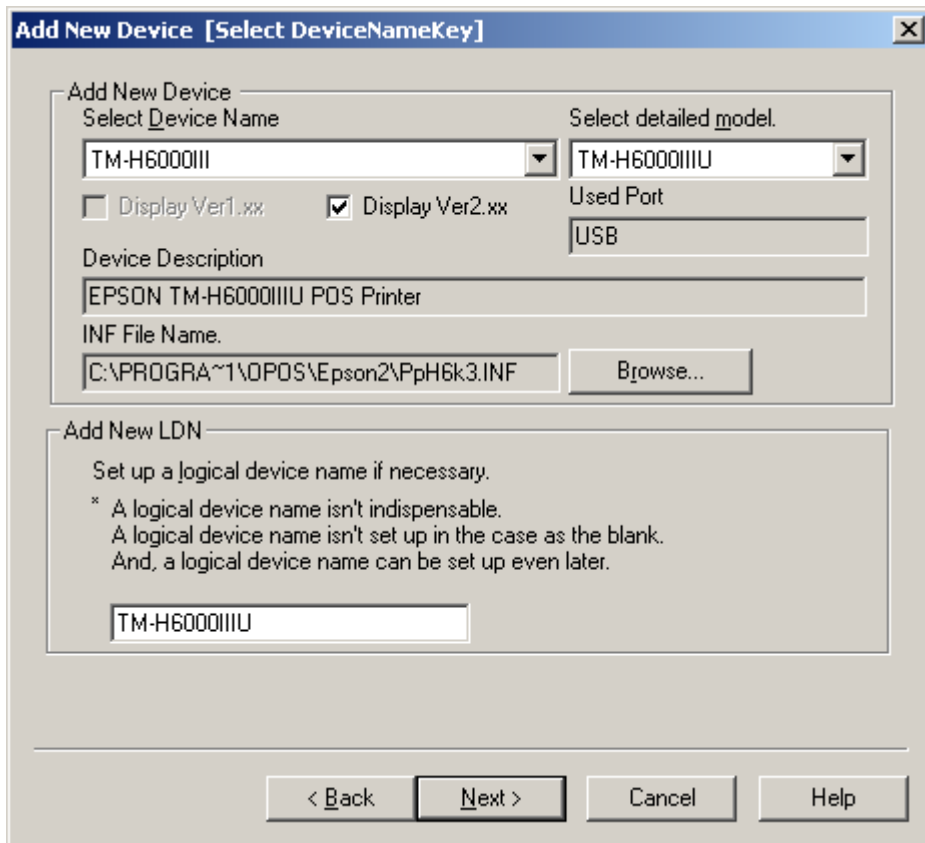 Add New Device [Select DeviceNameKey]
Add New Device
Select Device Name
Select detailed model.
TM-H6000III
TM-H6000IIIU
Display Ver1.xx
Display Ver2.xx
Used Port
USB
Device Description
EPSON TM-H6000IIIU POS Printer
INF File Name.
C:\PROGRA~1\OPOS\Epson2\PpH6k3.INF
Browse...
Add New LDN
Set up a logical device name if necessary.
* A logical device name isn't indispensable.
A logical device name isn't set up in the case as the blank.
And, a logical device name can be set up even later.
TM-H6000IIIU
< Back
Next >
Cancel
Help